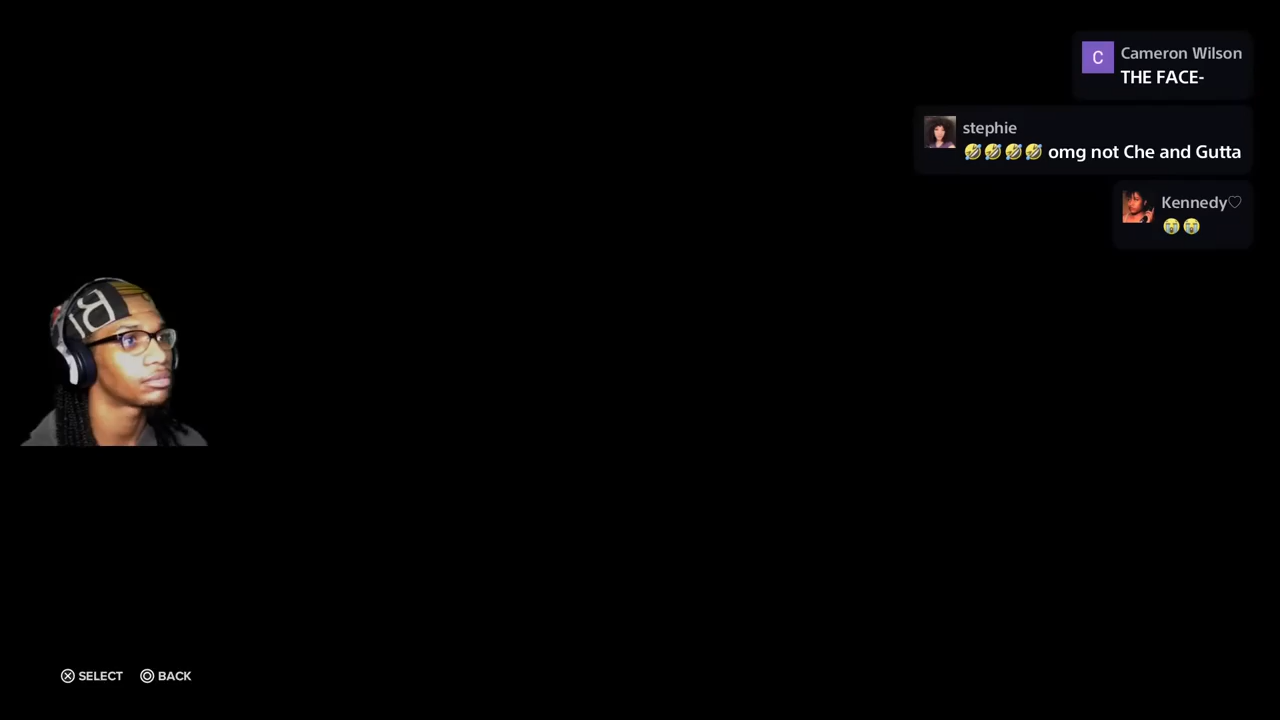 C Cameron Wilson
THE FACE-
stephie
🤣🤣🤣🤣 omg not Che and Gutta
Kennedy♡
😭😭
SELECT BACK